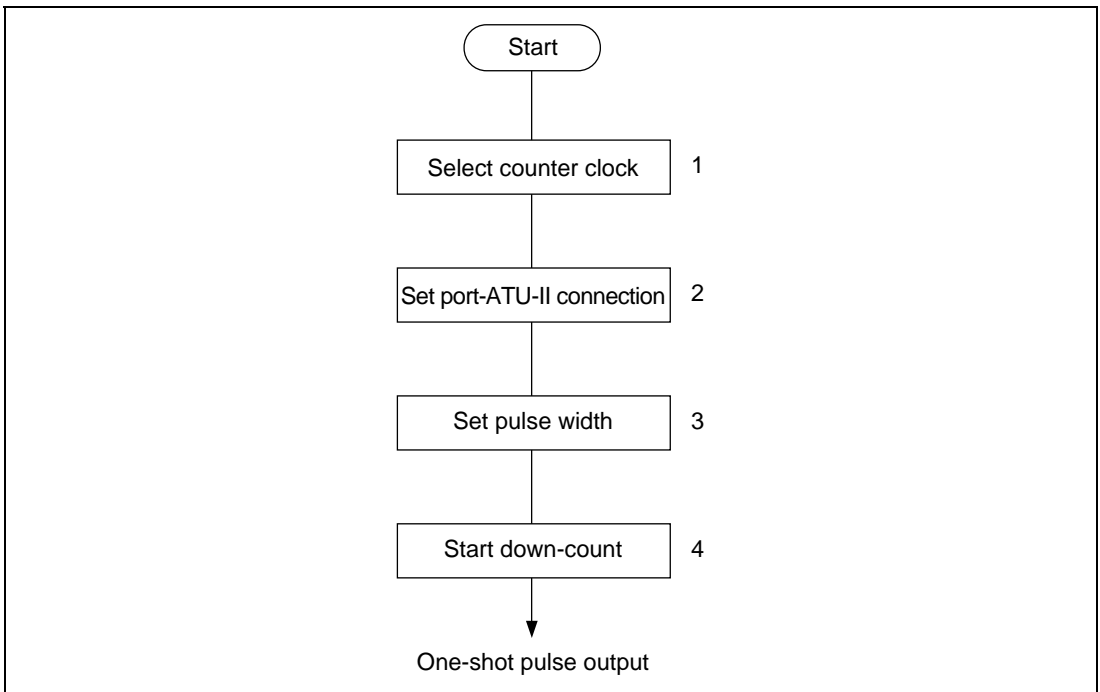 Start
Select counter clock 1
Set port-ATU-II connection 2
Set pulse width 3
Start down-count 4
One-shot pulse output